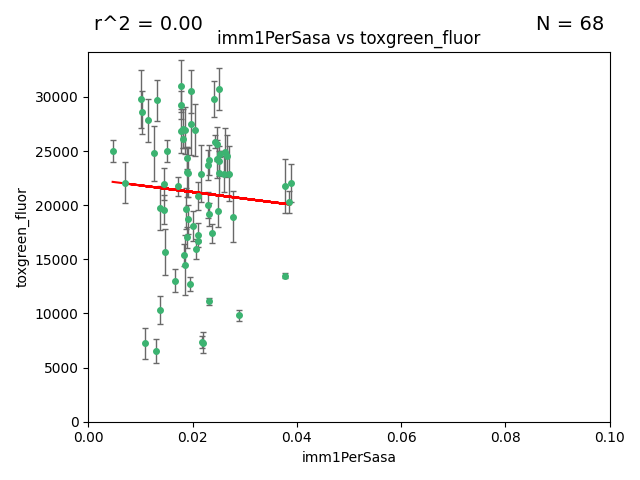 r^2 = 0.00
N = 68
imm1PerSasa vs toxgreen_fluor
toxgreen_fluor
30000
25000
20000
15000
10000
5000
0
0.00
0.02
0.04
0.06
0.08
0.10
imm1PerSasa